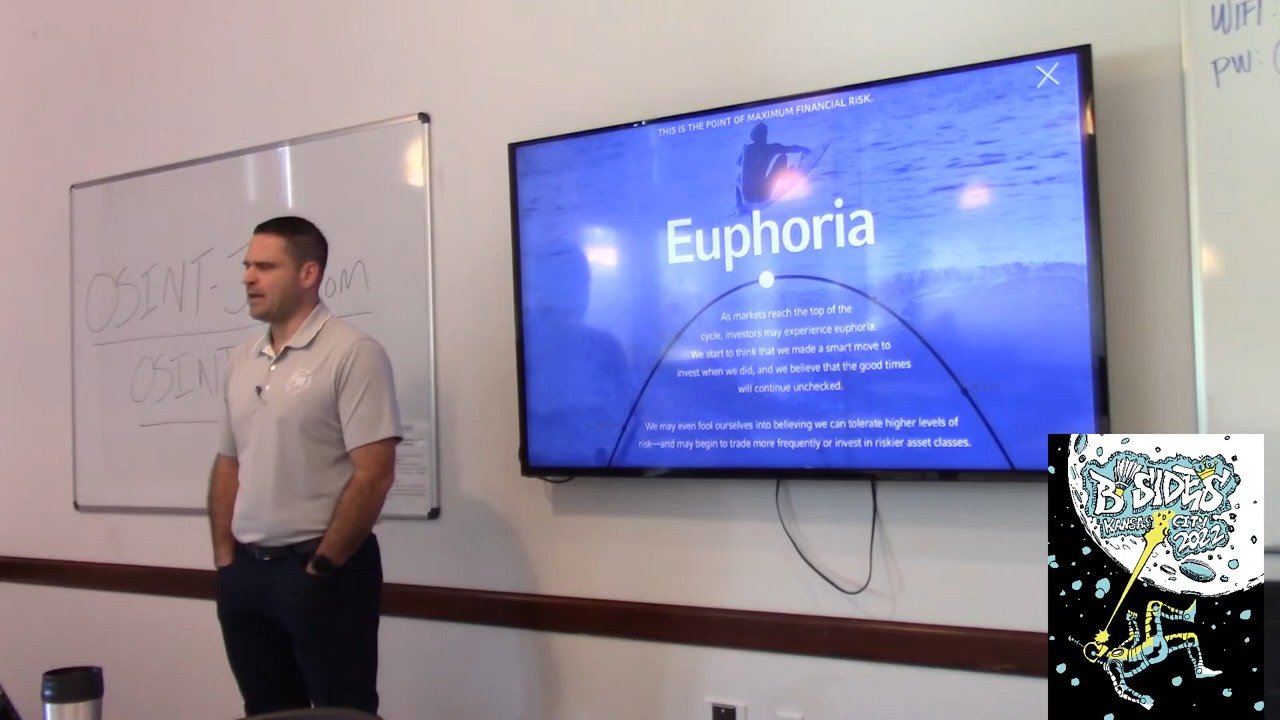 OSINT-
OSINT
THIS IS THE POINT OF MAXIMUM FINANCIAL RISK.
Euphoria
As markets reach the top of the
cycle, investors may experience euphoria.
We start to think that we made a smart move to
invest when we did, and we believe that the good times
will continue unchecked.
We may even fool ourselves into believing we can tolerate higher levels of
risk—and may begin to trade more frequently or invest in riskier asset classes.
WIFI:
PW:
B-SIDES
KANSAS CITY
2022